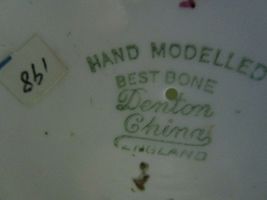 HAND MODELLED
BEST BONE
Denton
China
ENGLAND
198